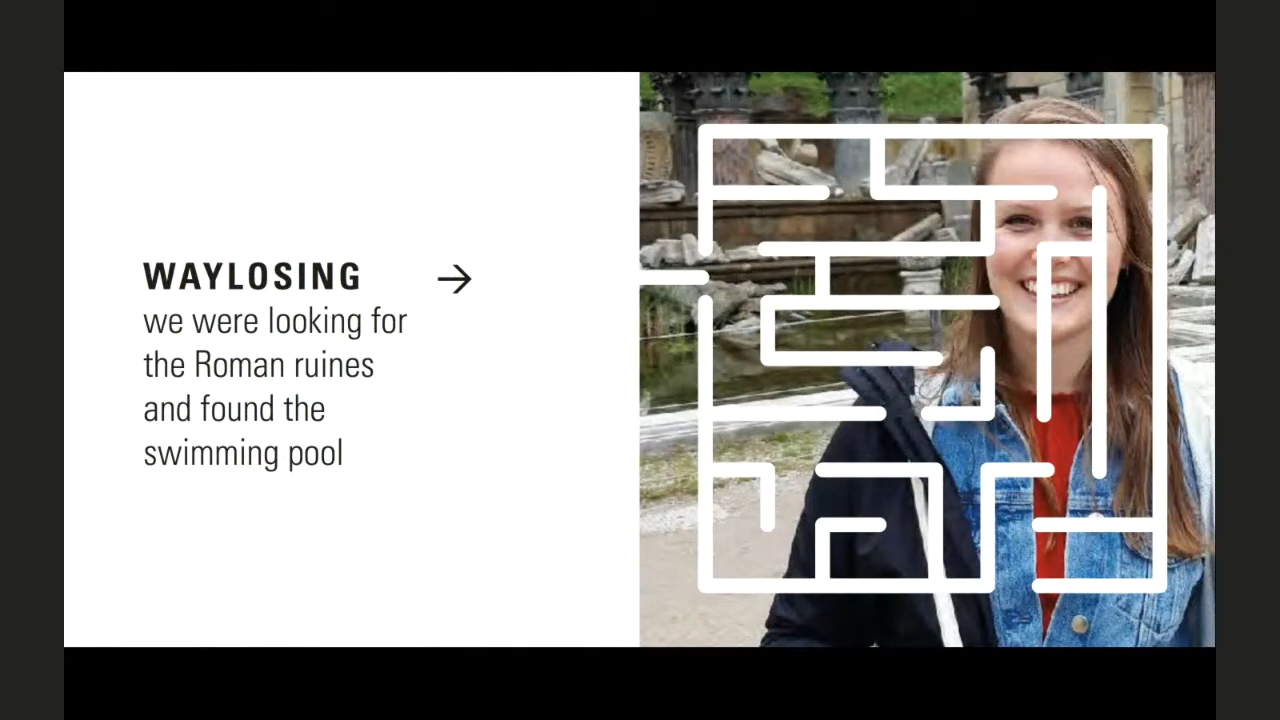 WAYLOSING →
we were looking for
the Roman ruines
and found the
swimming pool